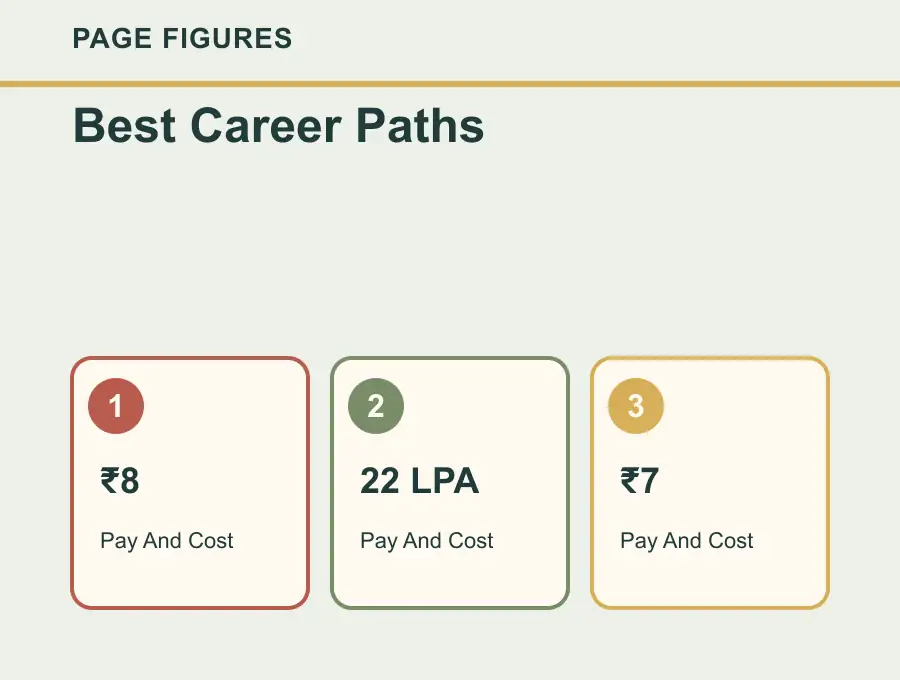 PAGE FIGURES
Best Career Paths
1
₹8
Pay And Cost
2
22 LPA
Pay And Cost
3
₹7
Pay And Cost